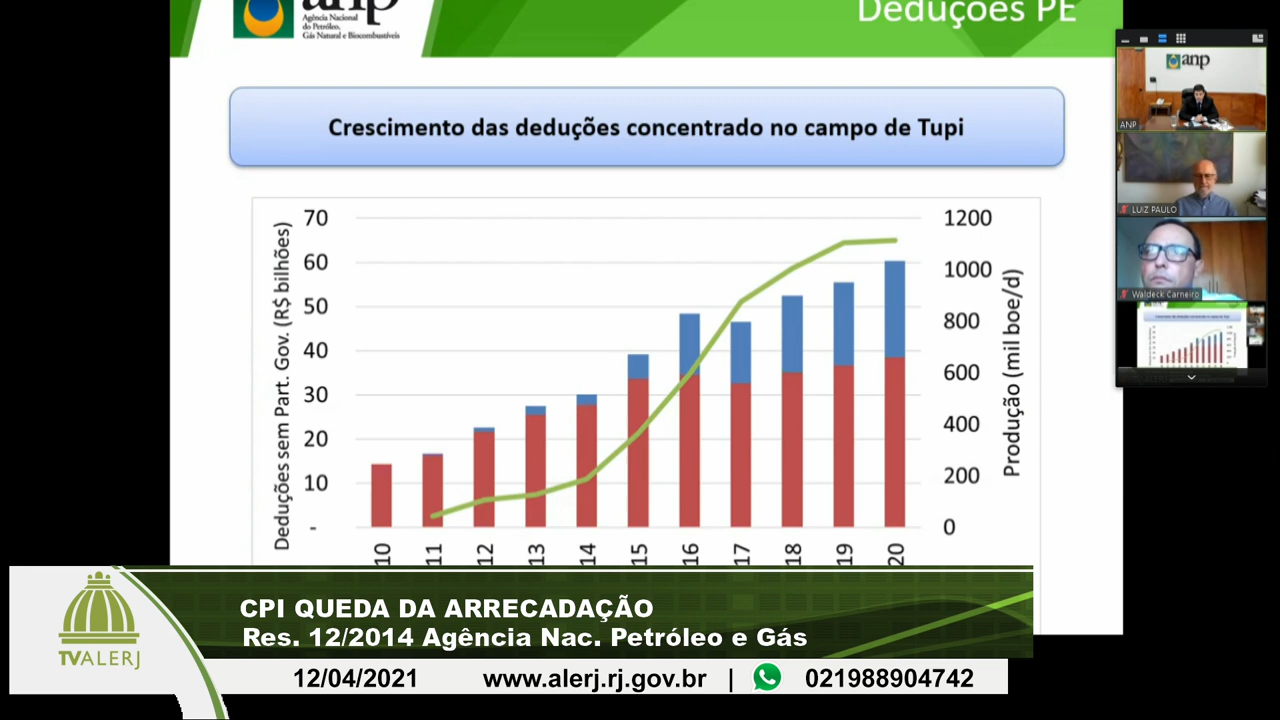 anp
Agência Nacional
do Petróleo,
Gás Natural e Biocombustíveis
Deduções PE
Crescimento das deduções concentrado no campo de Tupi
Deduções sem Part. Gov. (R$ bilhões)
70
60
50
40
30
20
10
-
1200
1000
800
600
400
200
0
Produção (mil boe/d)
10
11
12
13
14
15
16
17
18
19
20
anp
ANP
LUIZ PAULO
Waldeck Carneiro
CPI QUEDA DA ARRECADAÇÃO
Res. 12/2014 Agência Nac. Petróleo e Gás
TVALERJ
12/04/2021 www.alerj.rj.gov.br | 021988904742